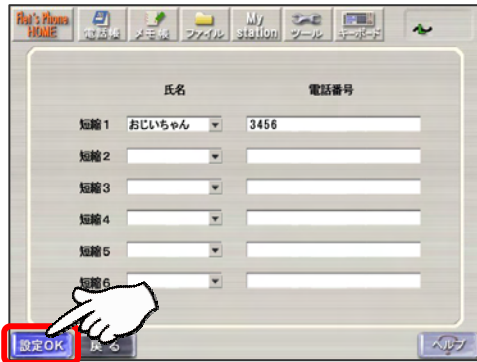 Flet's Phone HOME 電話帳 メモ帳 ファイル My station ツール キーボード
氏名 電話番号
短縮1 おじいちゃん 3456
短縮2
短縮3
短縮4
短縮5
短縮6
設定OK 戻る ヘルプ